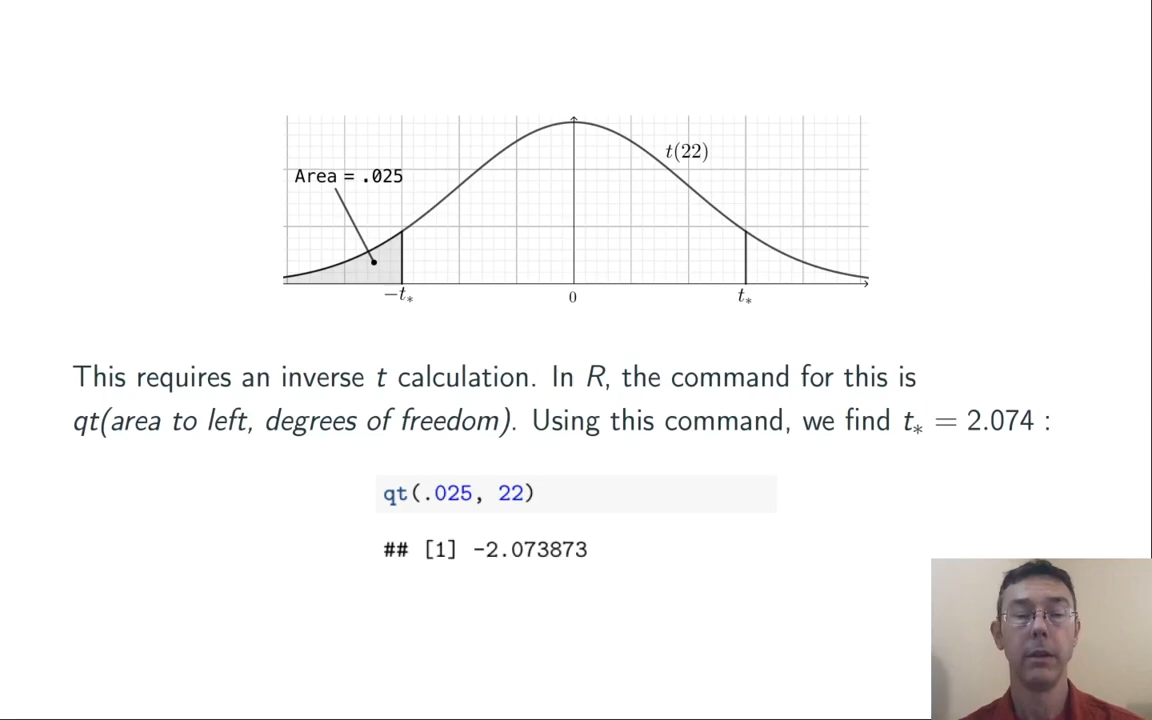 t(22)
Area = .025
−t* 0 t*
This requires an inverse t calculation. In R, the command for this is
qt(area to left, degrees of freedom). Using this command, we find t* = 2.074 :
qt(.025, 22)
## [1] -2.073873